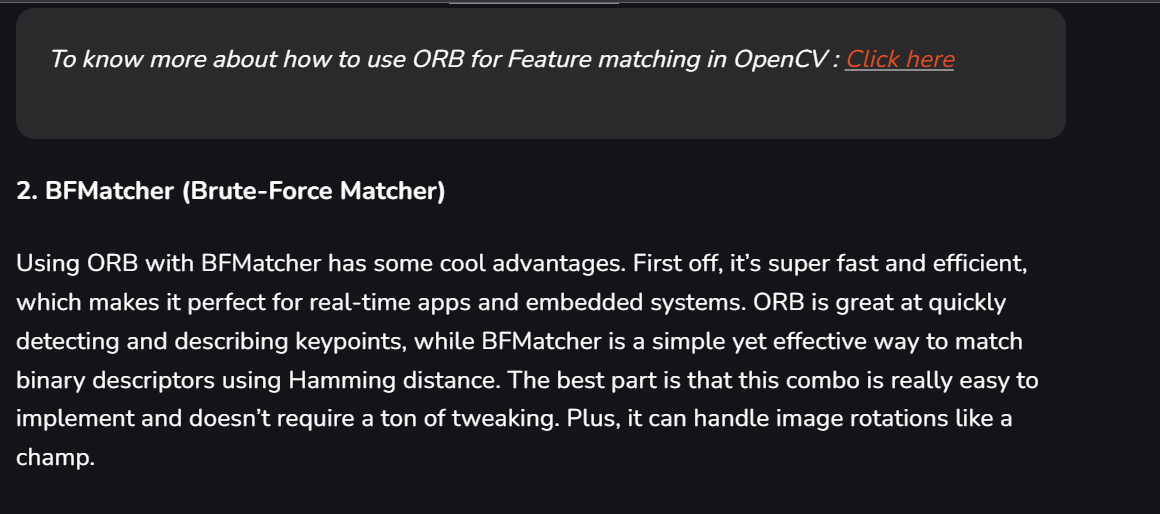 To know more about how to use ORB for Feature matching in OpenCV : Click here
2. BFMatcher (Brute-Force Matcher)
Using ORB with BFMatcher has some cool advantages. First off, it’s super fast and efficient,
which makes it perfect for real-time apps and embedded systems. ORB is great at quickly
detecting and describing keypoints, while BFMatcher is a simple yet effective way to match
binary descriptors using Hamming distance. The best part is that this combo is really easy to
implement and doesn’t require a ton of tweaking. Plus, it can handle image rotations like a
champ.